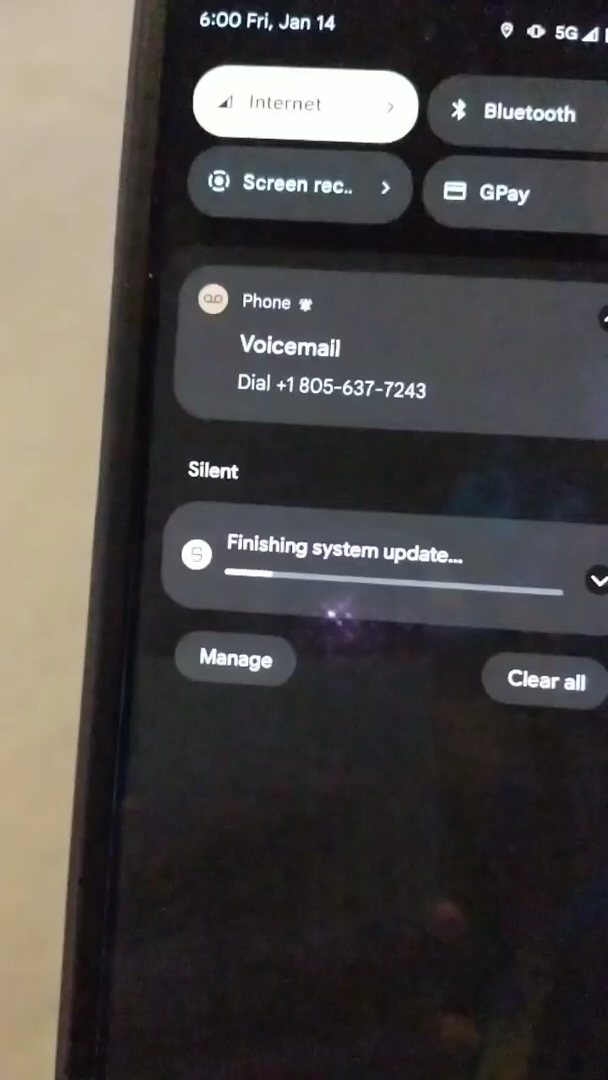 6:00 Fri, Jan 14
5G
Internet
Bluetooth
Screen rec..
GPay
Phone
Voicemail
Dial +1 805-637-7243
Silent
S
Finishing system update...
Manage
Clear all